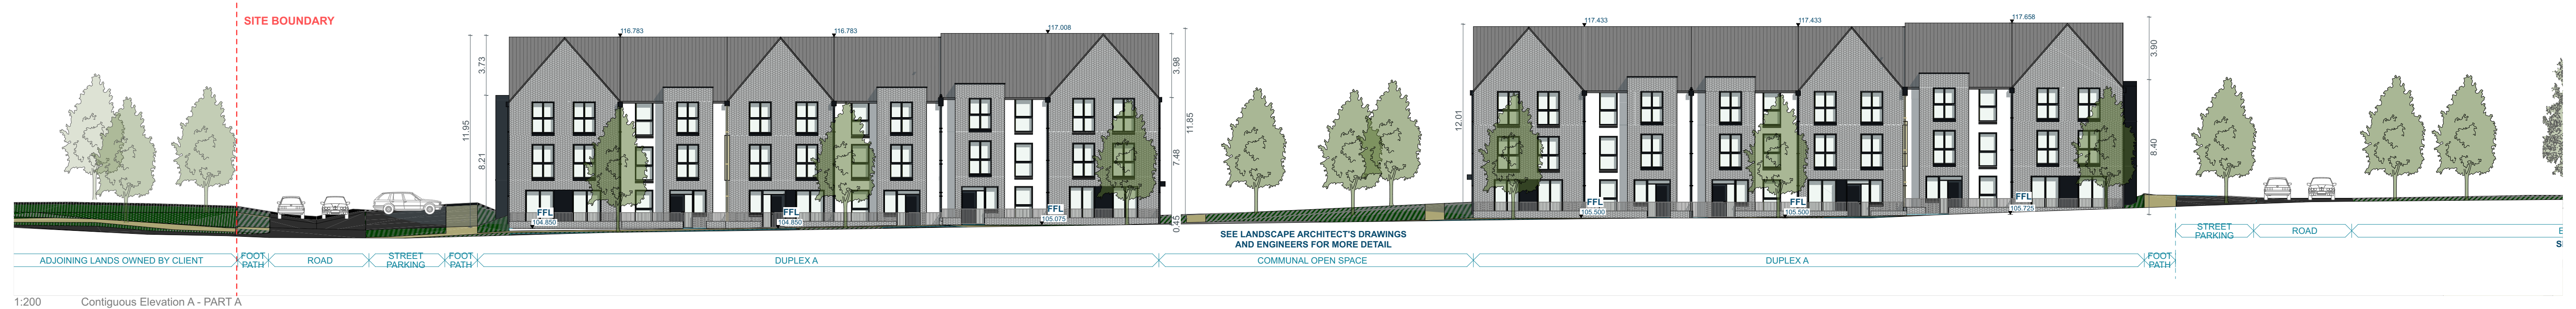 SITE BOUNDARY
116.783
116.783
117.008
117.433
117.433
117.658
3.73
11.95
8.21
3.98
11.85
7.48
0.45
12.01
3.90
8.40
FFL
104.850
FFL
104.850
FFL
105.075
FFL
105.500
FFL
105.500
FFL
105.725
SEE LANDSCAPE ARCHITECT'S DRAWINGS
AND ENGINEERS FOR MORE DETAIL
STREET
PARKING
ROAD
E
S
ADJOINING LANDS OWNED BY CLIENT
FOOT
PATH
ROAD
STREET
PARKING
FOOT
PATH
DUPLEX A
COMMUNAL OPEN SPACE
DUPLEX A
FOOT
PATH
1:200
Contiguous Elevation A - PART A